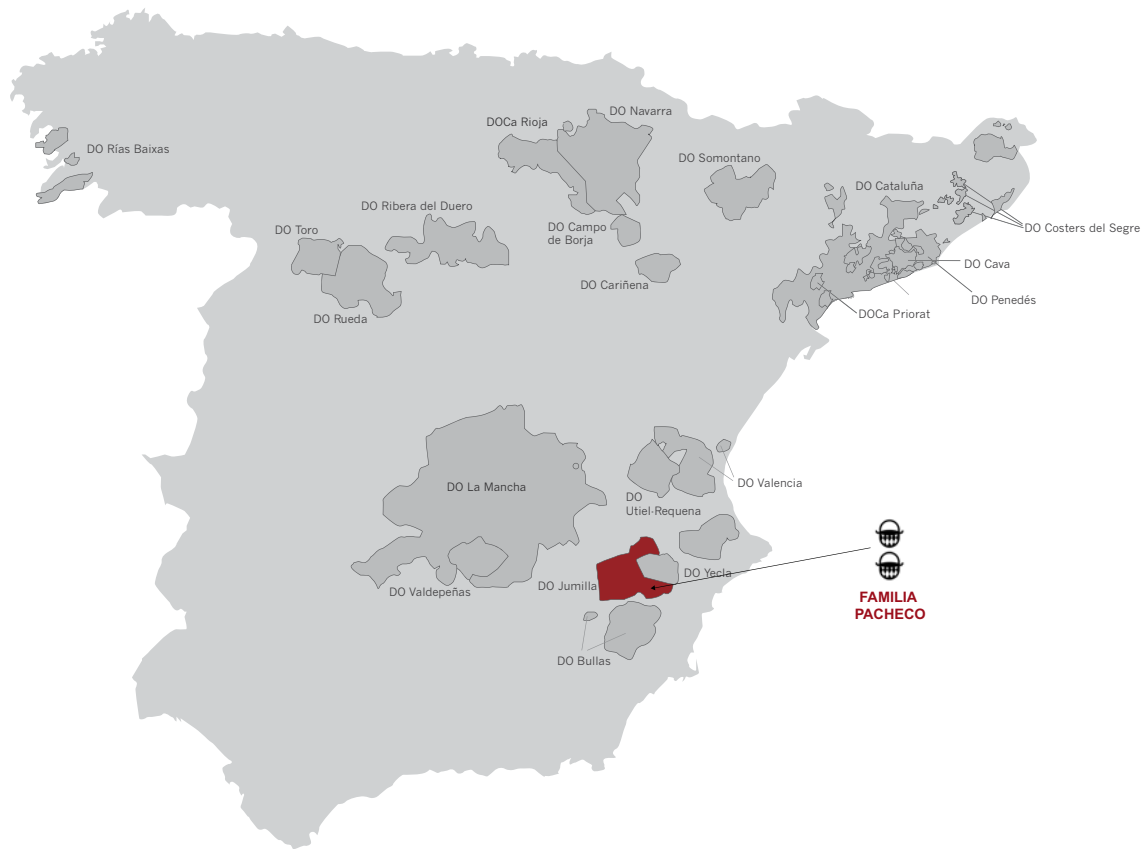 DO Navarra
DOCa Rioja
DO Rías Baixas
DO Somontano
DO Cataluña
DO Ribera del Duero
DO Toro
DO Campo
de Borja
DO Costers del Segre
DO Cava
DO Cariñena
DO Penedés
DO Rueda
DOCa Priorat
DO La Mancha
DO Valencia
DO
Utiel-Requena
DO Yecla
DO Jumilla
DO Valdepeñas
FAMILIA
PACHECO
DO Bullas